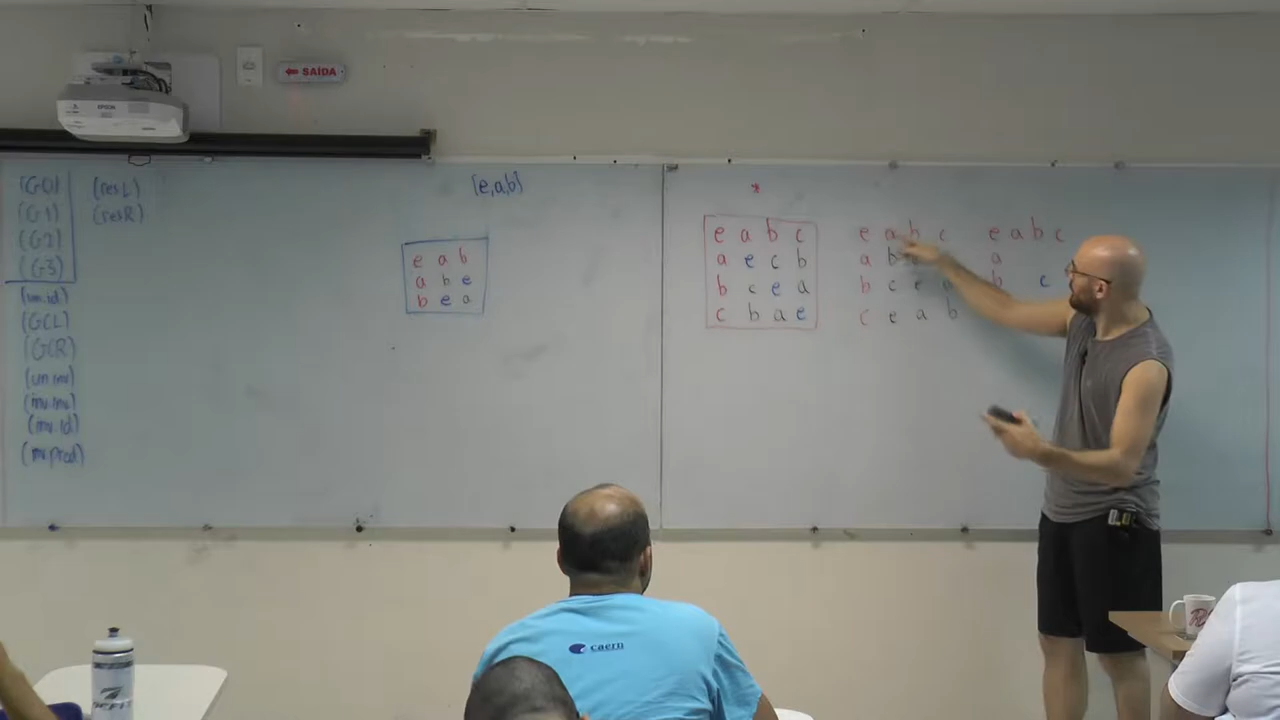 SAÍDA
EPSON
(G0) (resL)
(G1) (resR)
(G2)
(G3)
(un.id)
(GCL)
(GCR)
(un.inv)
(inv.inv)
(inv.id)
(inv.prod)
{e,a,b}
e a b
a b e
b e a
*
e a b c
a e c b
b c e a
c b a e
e a b c
a b
b c e a
c e a b
e a b c
a
b c
caern